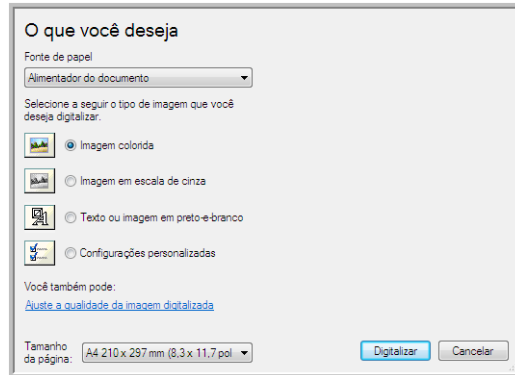 O que você deseja
Fonte de papel
Alimentador do documento
Selecione a seguir o tipo de imagem que você
deseja digitalizar.
Imagem colorida
Imagem em escala de cinza
Texto ou imagem em preto-e-branco
Configurações personalizadas
Você também pode:
Ajuste a qualidade da imagem digitalizada
Tamanho
da página:
A4 210 x 297 mm (8,3 x 11,7 pol
Digitalizar
Cancelar